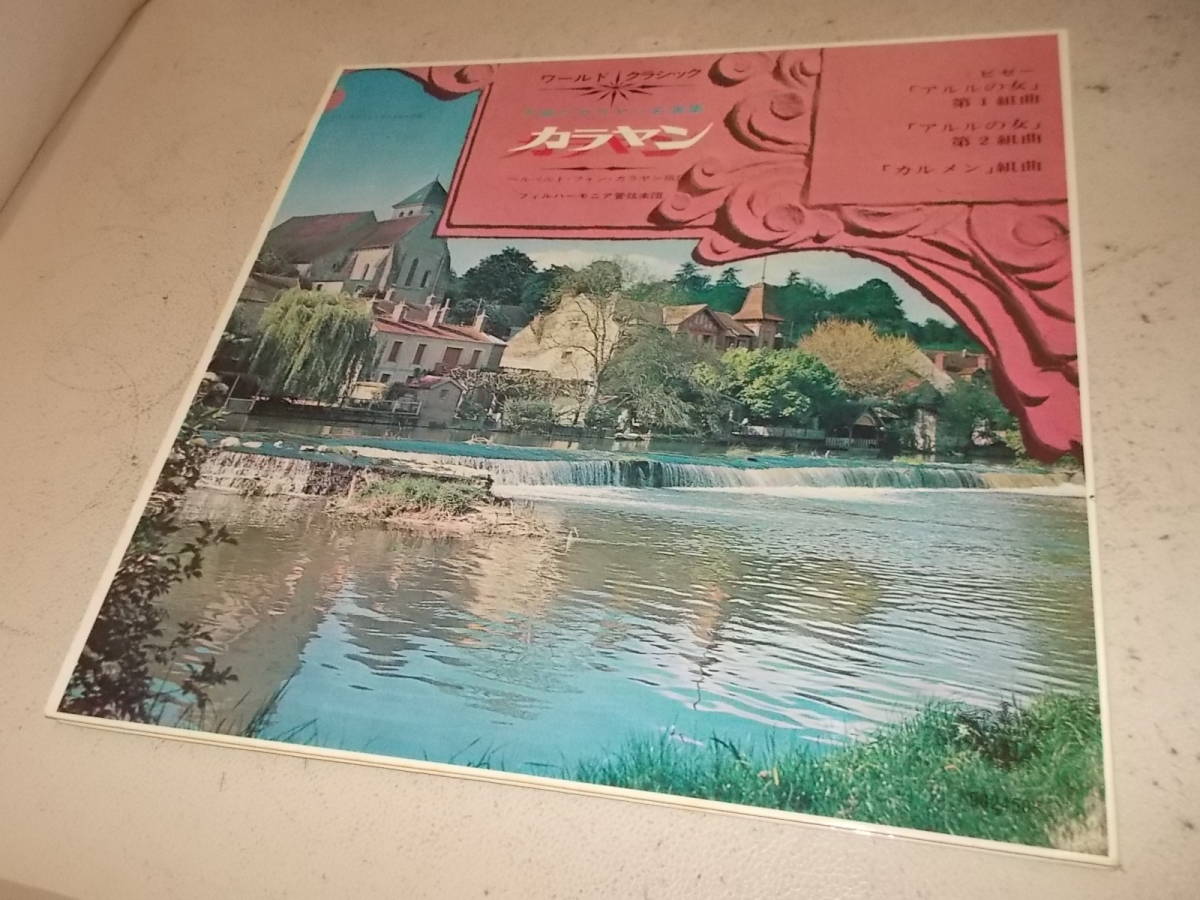 ワールド クラシック
カラヤン
フィルハーモニア管弦楽団
ビゼー
「アルルの女」
第1組曲
「アルルの女」
第2組曲
「カルメン」組曲